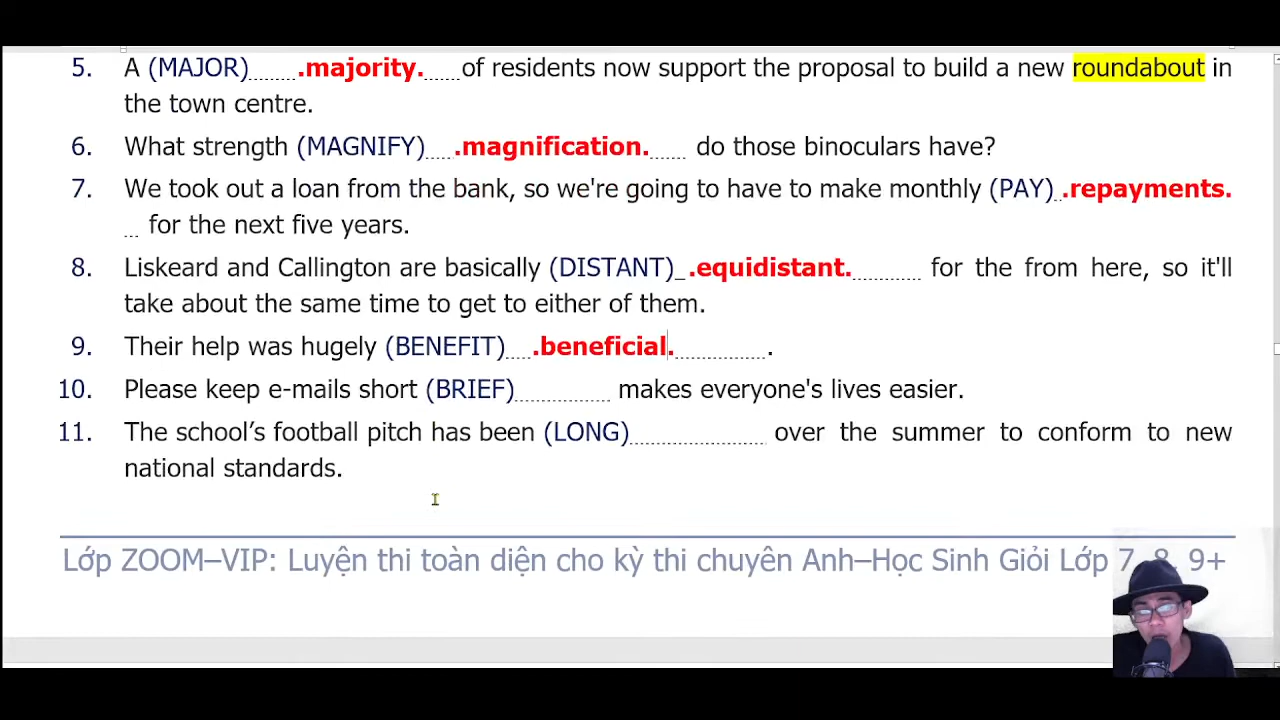 5. A (MAJOR).......majority......of residents now support the proposal to build a new roundabout in
the town centre.
6. What strength (MAGNIFY).....magnification....... do those binoculars have?
7. We took out a loan from the bank, so we're going to have to make monthly (PAY)..repayments.
... for the next five years.
8. Liskeard and Callington are basically (DISTANT)_.equidistant........... for the from here, so it'll
take about the same time to get to either of them.
9. Their help was hugely (BENEFIT).....beneficial.................
10. Please keep e-mails short (BRIEF)............... makes everyone's lives easier.
11. The school's football pitch has been (LONG)..................... over the summer to conform to new
national standards.
Lớp ZOOM–VIP: Luyện thi toàn diện cho kỳ thi chuyên Anh–Học Sinh Giỏi Lớp 7, 8, 9+